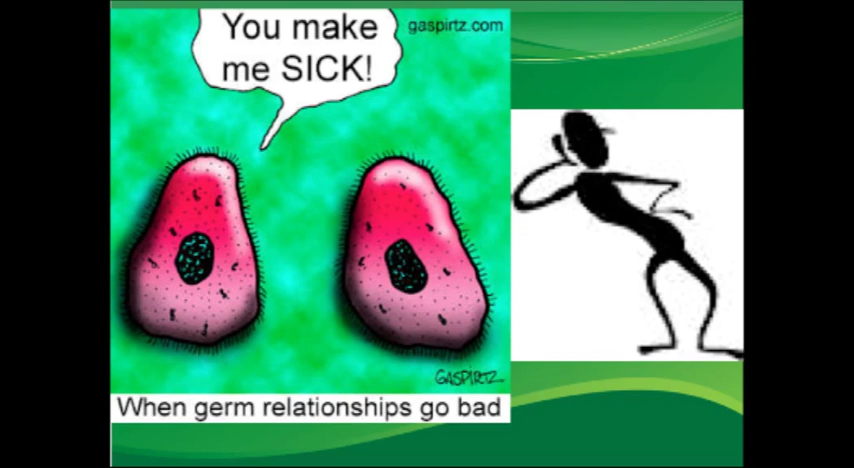 You make
me SICK!
gaspirtz.com
GASPIRTZ
When germ relationships go bad